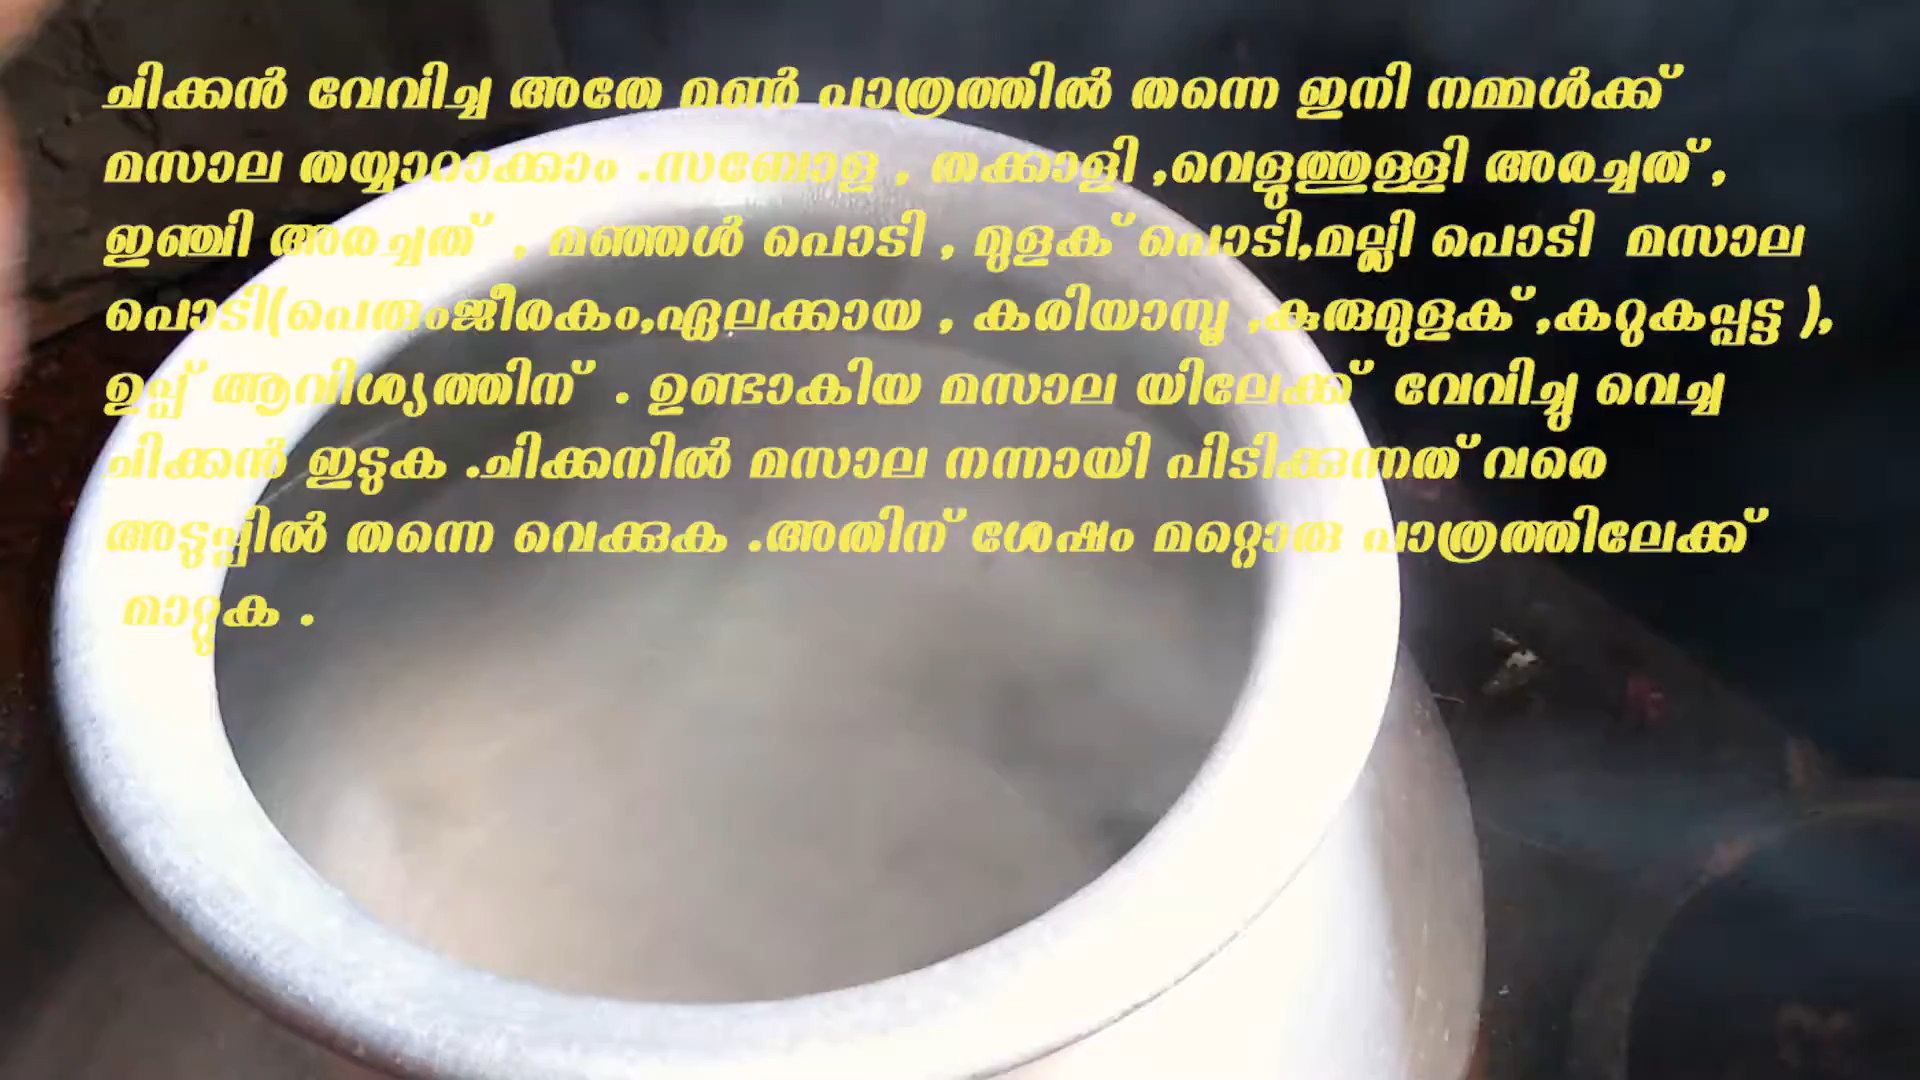 ചിക്കൻ വേവിച്ച അതേ മൺ പാത്രത്തിൽ തന്നെ ഇനി നമ്മൾക്ക്
മസാല തയ്യാറാക്കാം .സബോള , തക്കാളി ,വെളുത്തുള്ളി അരച്ചത് ,
ഇഞ്ചി അരച്ചത് , മഞ്ഞൾ പൊടി , മുളക് പൊടി,മല്ലി പൊടി മസാല
പൊടി(പെരുംജീരകം,ഏലക്കായ , കരിയാമ്പൂ ,കുരുമുളക് ,കറുകപ്പട്ട ),
ഉപ്പ് ആവിശ്യത്തിന് . ഉണ്ടാകിയ മസാല യിലേക്ക് വേവിച്ചു വെച്ച
ചിക്കൻ ഇടുക .ചിക്കനിൽ മസാല നന്നായി പിടിക്കുന്നത് വരെ
അടുപ്പിൽ തന്നെ വെക്കുക .അതിന് ശേഷം മറ്റൊരു പാത്രത്തിലേക്ക്
മാറ്റുക .